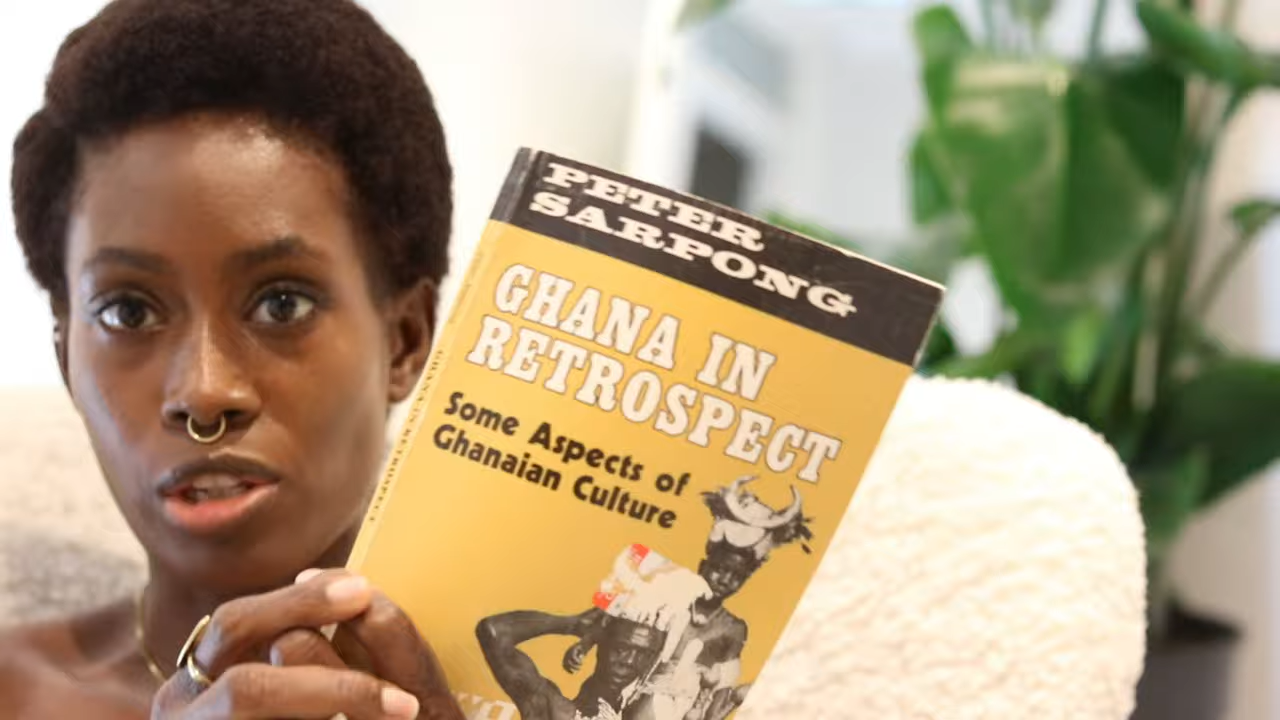 PETER
SARPONG
GHANA IN
RETROSPECT
Some Aspects of
Ghanaian Culture